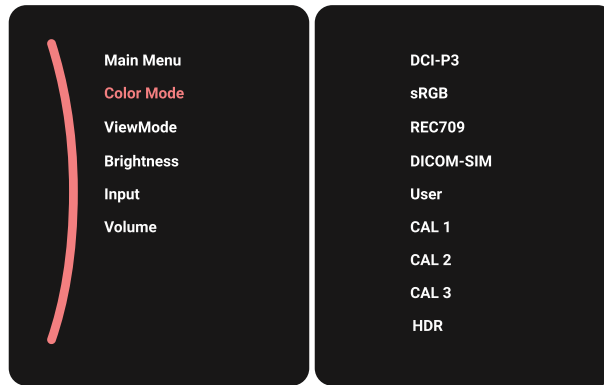 Main Menu
Color Mode
ViewMode
Brightness
Input
Volume
DCI-P3
sRGB
REC709
DICOM-SIM
User
CAL 1
CAL 2
CAL 3
HDR